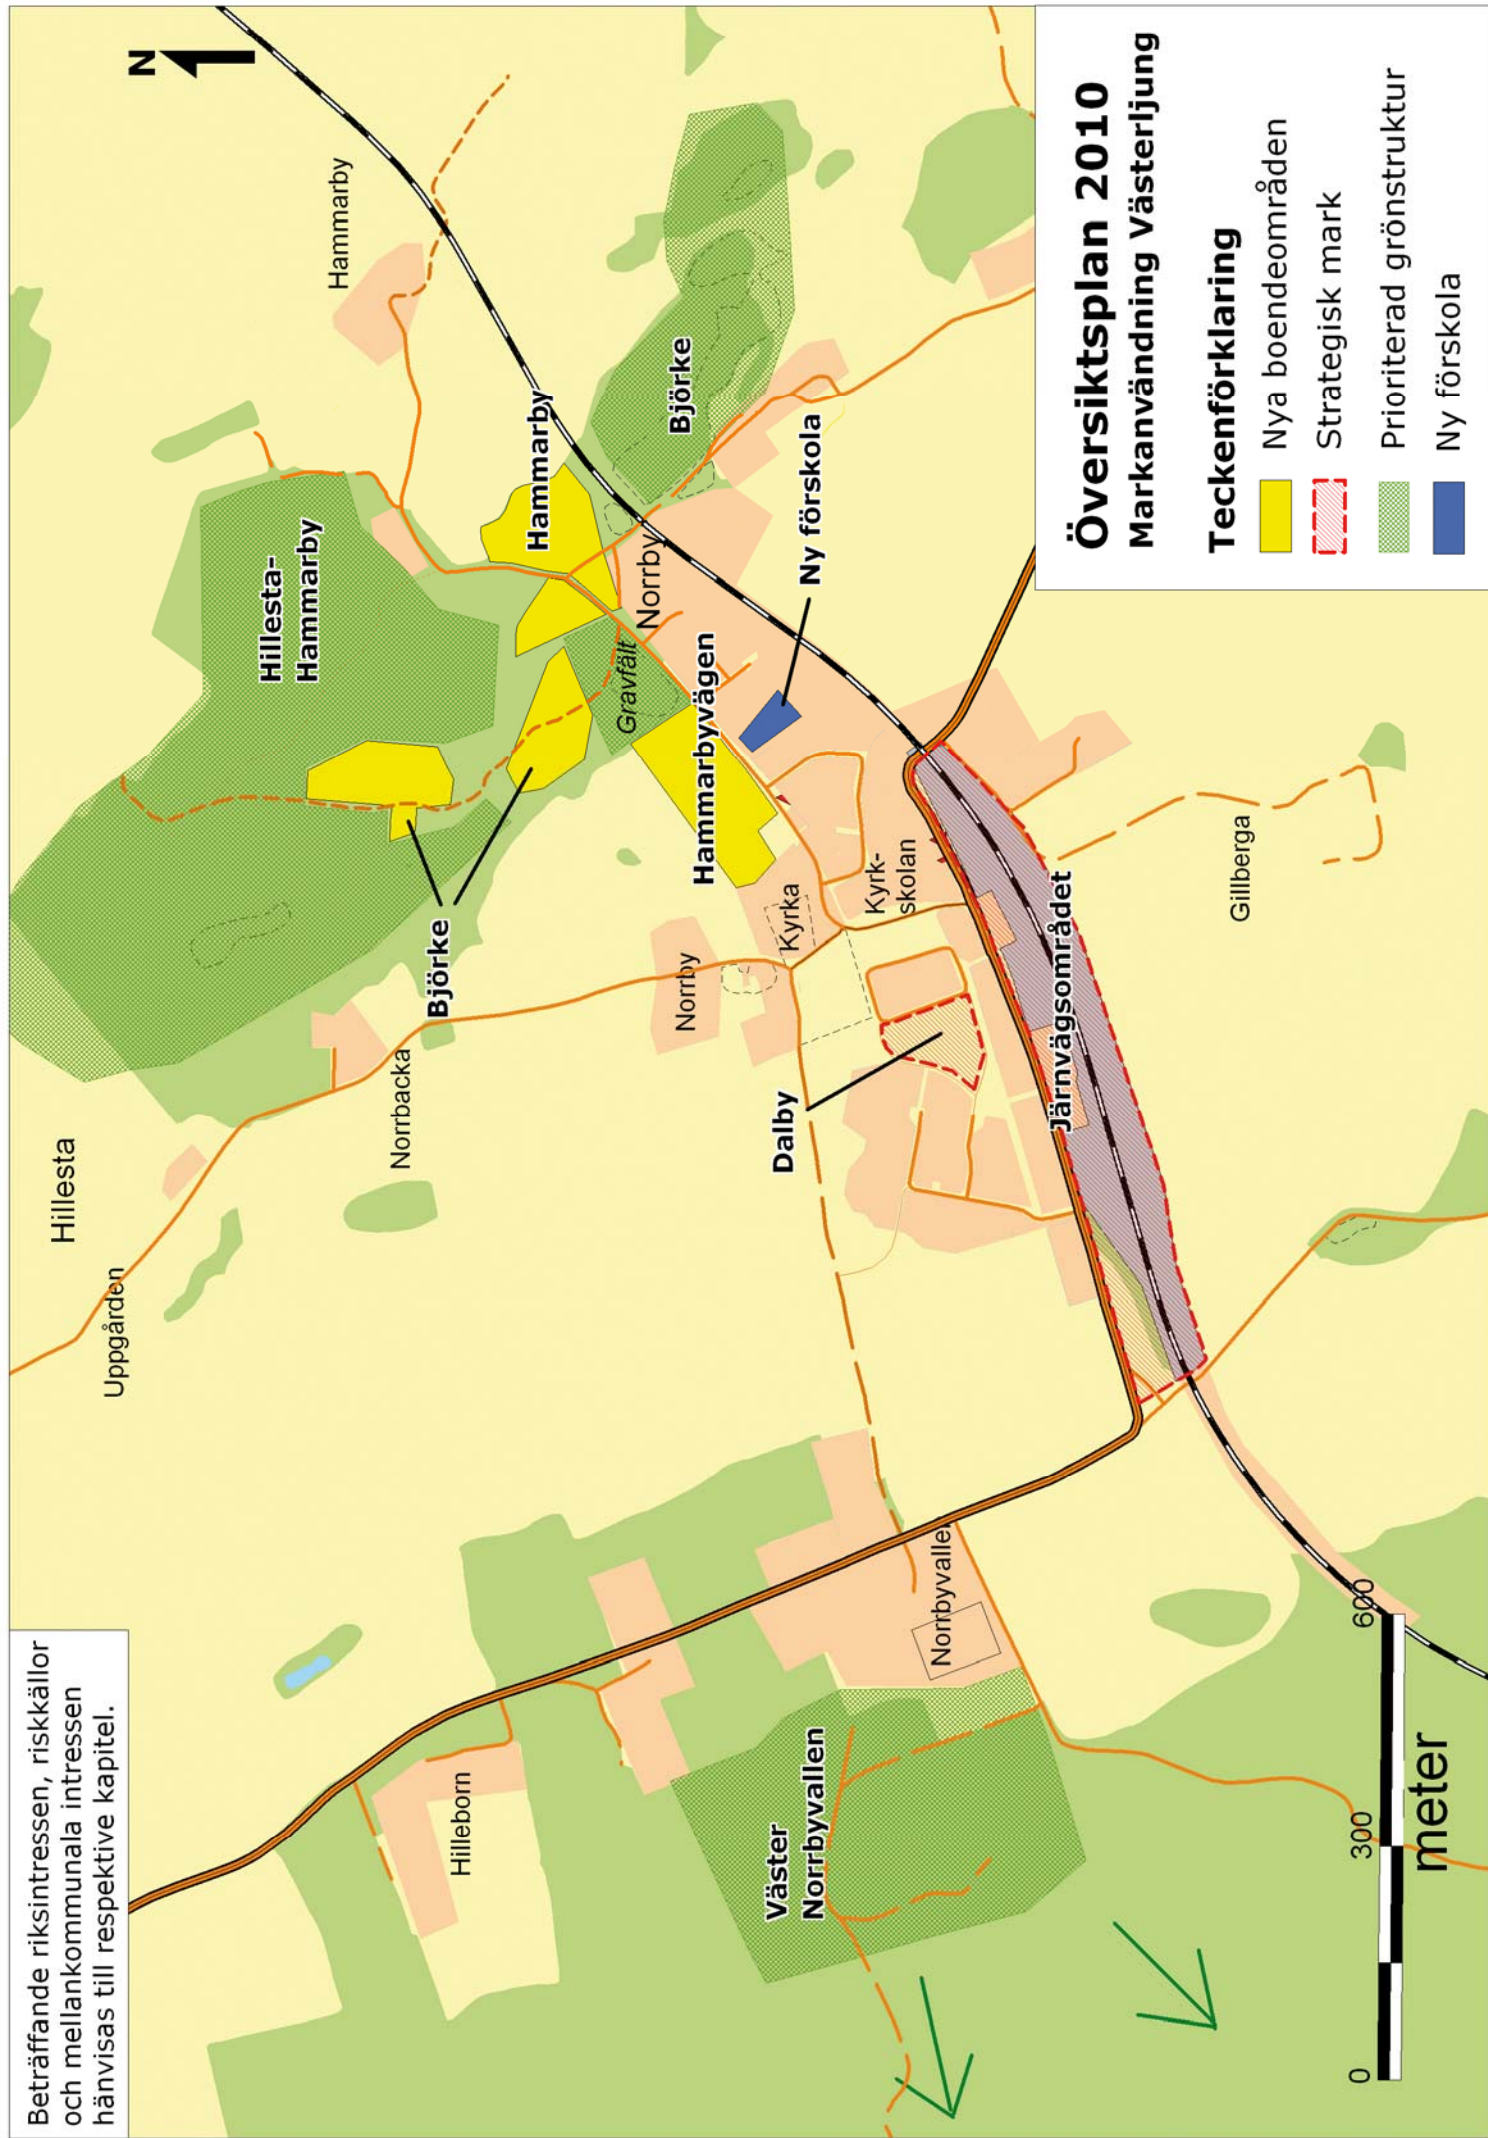 Beträffande riksintressen, riskkällor
och mellankommunala intressen
hänvisas till respektive kapitel.
N
Hillesta
Uppgården
Hammarby
Hillesta-
Hammarby
Björke
Norrbacka
Hammarby
Björke
Hilleborn
Gravfält
Norrby
Norrby
Hammarbyvägen
Ny förskola
Kyrka
Kyrk-
skolan
Dalby
Väster
Norrbyvallen
Norrbyvallen
Järnvägsområdet
Gillberga
0
300
600
meter
Översiktsplan 2010
Markanvändning Västerljung
Teckenförklaring
Nya boendeområden
Strategisk mark
Prioriterad grönstruktur
Ny förskola